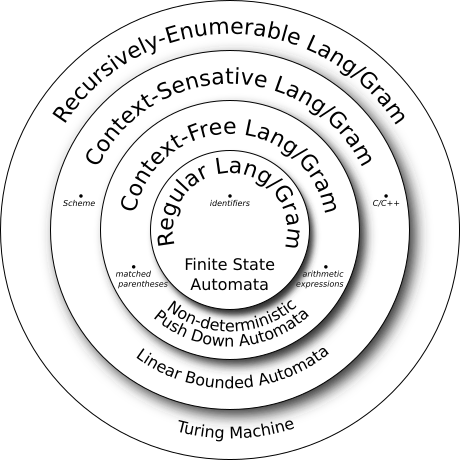 Recursively-Enumerable Lang/Gram
Context-Sensative Lang/Gram
Context-Free Lang/Gram
Regular Lang/Gram
Scheme
identifiers
C/C++
Finite State
Automata
matched
parentheses
arithmetic
expressions
Non-deterministic
Push Down Automata
Linear Bounded Automata
Turing Machine